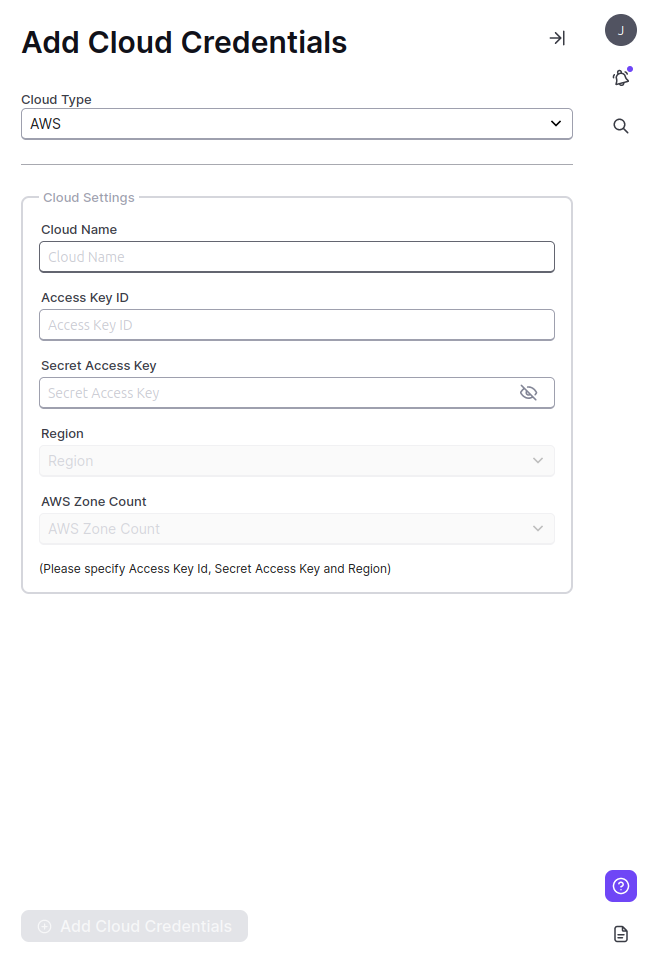 Add Cloud Credentials
J
Cloud Type
AWS
Cloud Settings
Cloud Name
Cloud Name
Access Key ID
Access Key ID
Secret Access Key
Secret Access Key
Region
Region
AWS Zone Count
AWS Zone Count
(Please specify Access Key Id, Secret Access Key and Region)
Add Cloud Credentials